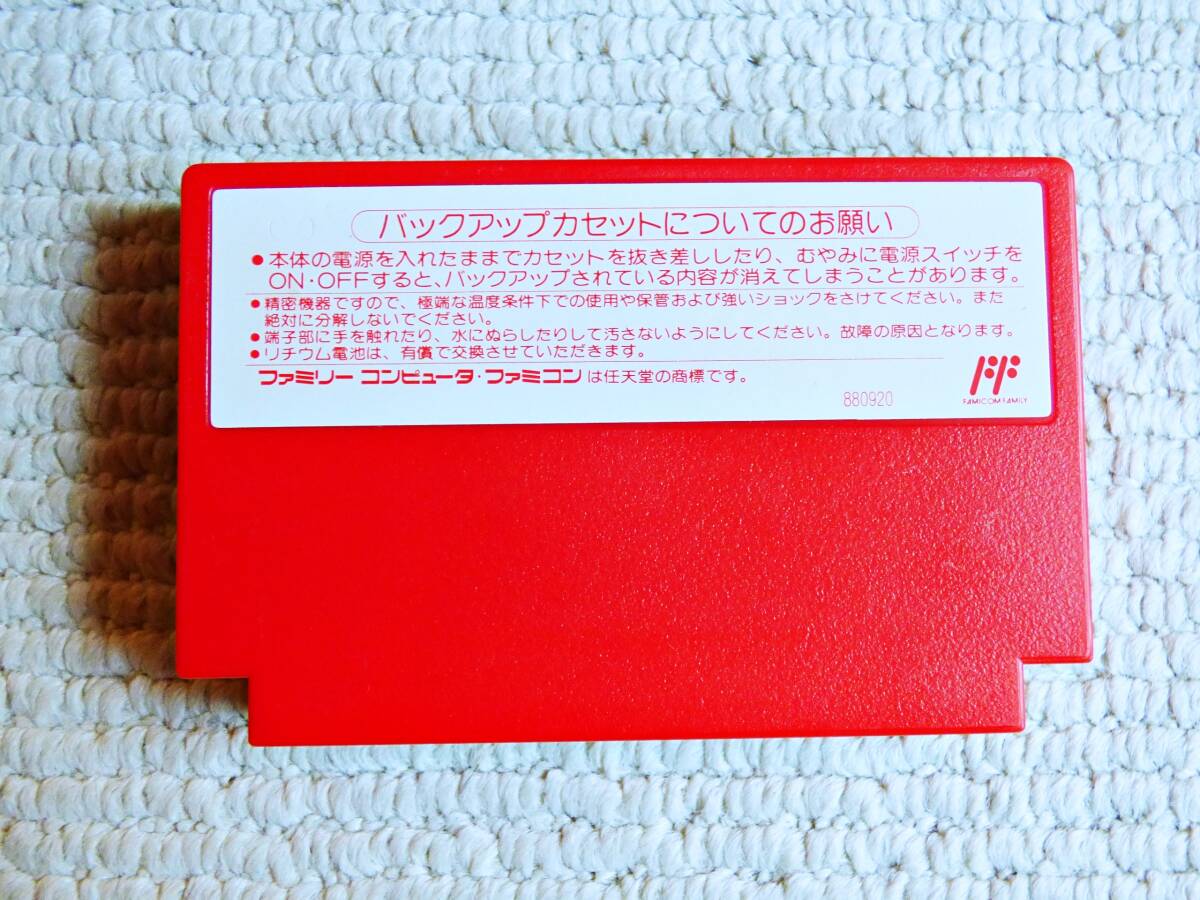 バックアップカセットについてのお願い
●本体の電源を入れたままでカセットを抜き差ししたり、むやみに電源スイッチを
ON・OFFすると、バックアップされている内容が消えてしまうことがあります。
●精密機器ですので、極端な温度条件下での使用や保管および強いショックをさけてください。また
絶対に分解しないでください。
●端子部に手を触れたり、水にぬらしたりして汚さないようにしてください。故障の原因となります。
●リチウム電池は、有償で交換させていただきます。
ファミリーコンピュータ・ファミコンは任天堂の商標です。
880920
FAMICOM FAMILY